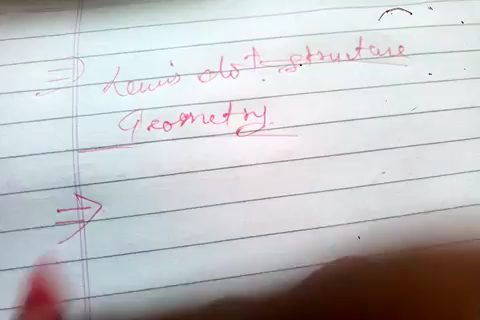 ⇒ Lewis dot structure
Geometry.
⇒